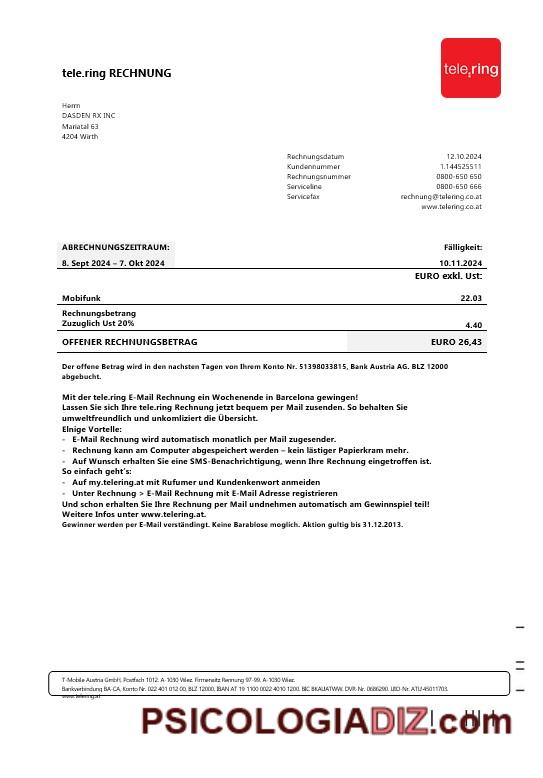 tele.ring RECHNUNG
tele.ring
Herrn
DASDEN RX INC
Mariatal 63
4204 Wirth
Rechnungsdatum 12.10.2024
Kundennummer 1.144525511
Rechnungsnummer 0800-650 650
Serviceline 0800-650 666
Servicefax rechnung@telering.co.at
www.telering.co.at
ABRECHNUNGSZEITRAUM: Fälligkeit:
8. Sept 2024 – 7. Okt 2024 10.11.2024
EURO exkl. Ust:
Mobifunk 22.03
Rechnungsbetrang
Zuzuglich Ust 20% 4.40
OFFENER RECHNUNGSBETRAG EURO 26,43
Der offene Betrag wird in den nachsten Tagen von Ihrem Konto Nr. 51398033815, Bank Austria AG. BLZ 12000
abgebucht.
Mit der tele.ring E-Mail Rechnung ein Wochenende in Barcelona gewingen!
Lassen Sie sich Ihre tele.ring Rechnung jetzt bequem per Mail zusenden. So behalten Sie
umweltfreundlich und unkomliziert die Übersicht.
Elnige Vortelle:
- E-Mail Rechnung wird automatisch monatlich per Mail zugesender.
- Rechnung kann am Computer abgespeichert werden – kein lästiger Papierkram mehr.
- Auf Wunsch erhalten Sie eine SMS-Benachrichtigung, wenn Ihre Rechnung eingetroffen ist.
So einfach geht's:
- Auf my.telering.at mit Rufumer und Kundenkenwort anmeiden
- Unter Rechnung > E-Mail Rechnung mit E-Mail Adresse registrieren
Und schon erhalten Sie Ihre Rechnung per Mail undnehmen automatisch am Gewinnspiel teil!
Weitere Infos unter www.telering.at.
Gewinner werden per E-Mail verständingt. Keine Barablose moglich. Aktion gultig bis 31.12.2013.
T-Mobile Austria GmbH, Postfach 1012. A-1030 Wiez. Firmensitz Rennung 97-99. A-1030 Wiez.
Bankverbindung BA-CA, Konto Nr. 022 401 012 00, BLZ 12000, IBAN AT 19 1100 0022 4010 1200. BIC BKAUATWW. DVR-Nr. 0686290. UID-Nr. ATU 45011703.
www.telering.at
PSICOLOGIADIZ.com